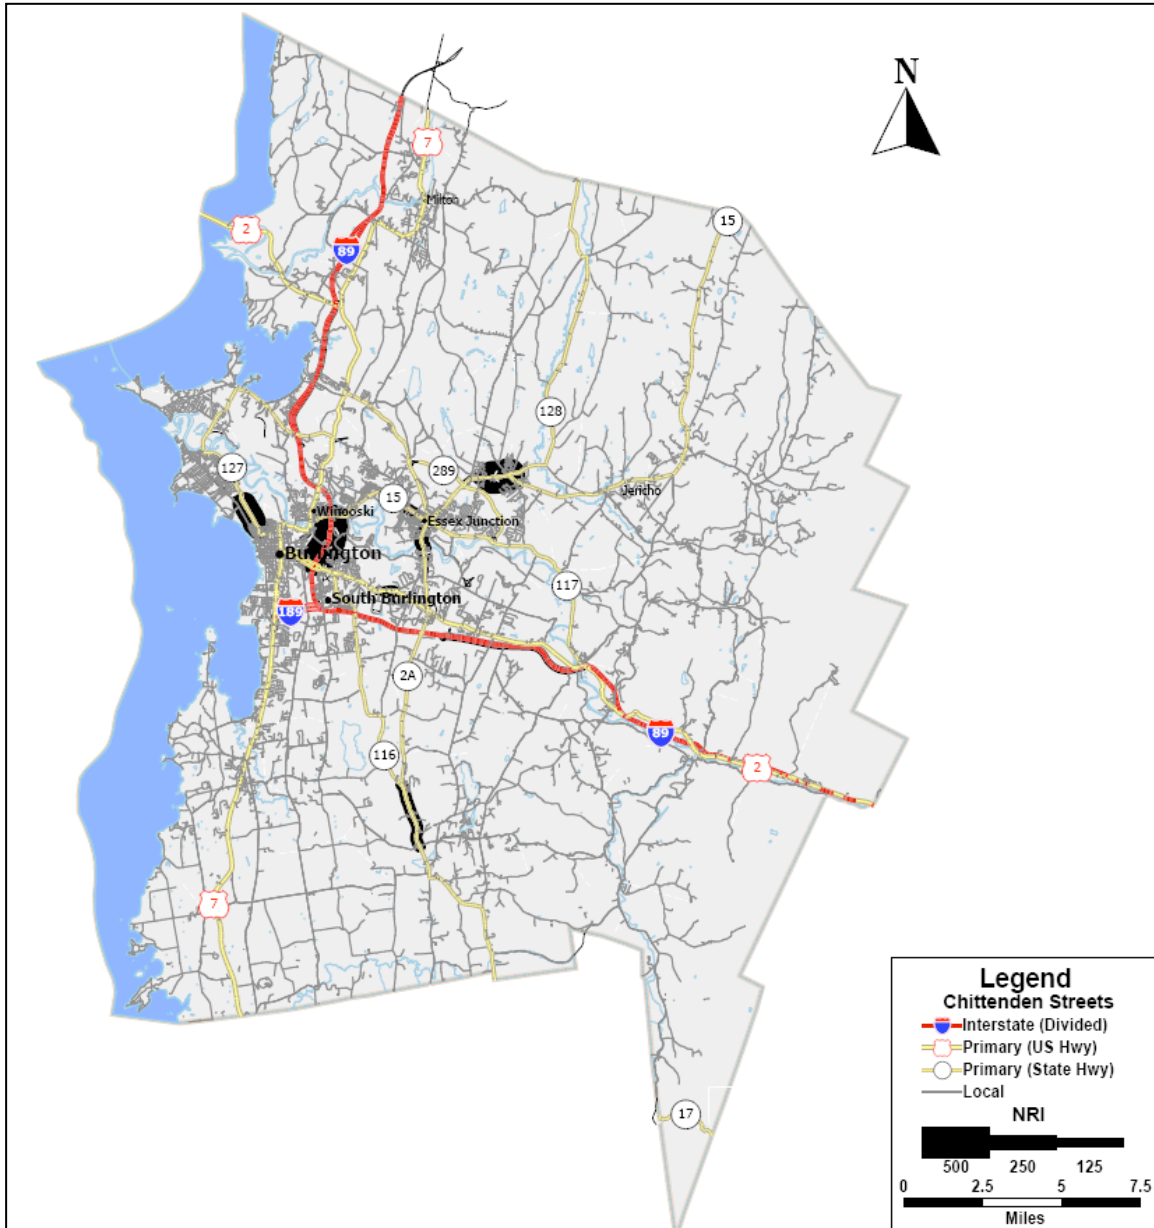 N
7
15
2
Milton
89
128
127
289
Jericho
15
Winooski
Essex Junction
Burlington
117
189
South Burlington
2A
89
116
2
7
17
Legend
Chittenden Streets
Interstate (Divided)
Primary (US Hwy)
Primary (State Hwy)
Local
NRI
500 250 125
0 2.5 5 7.5
Miles